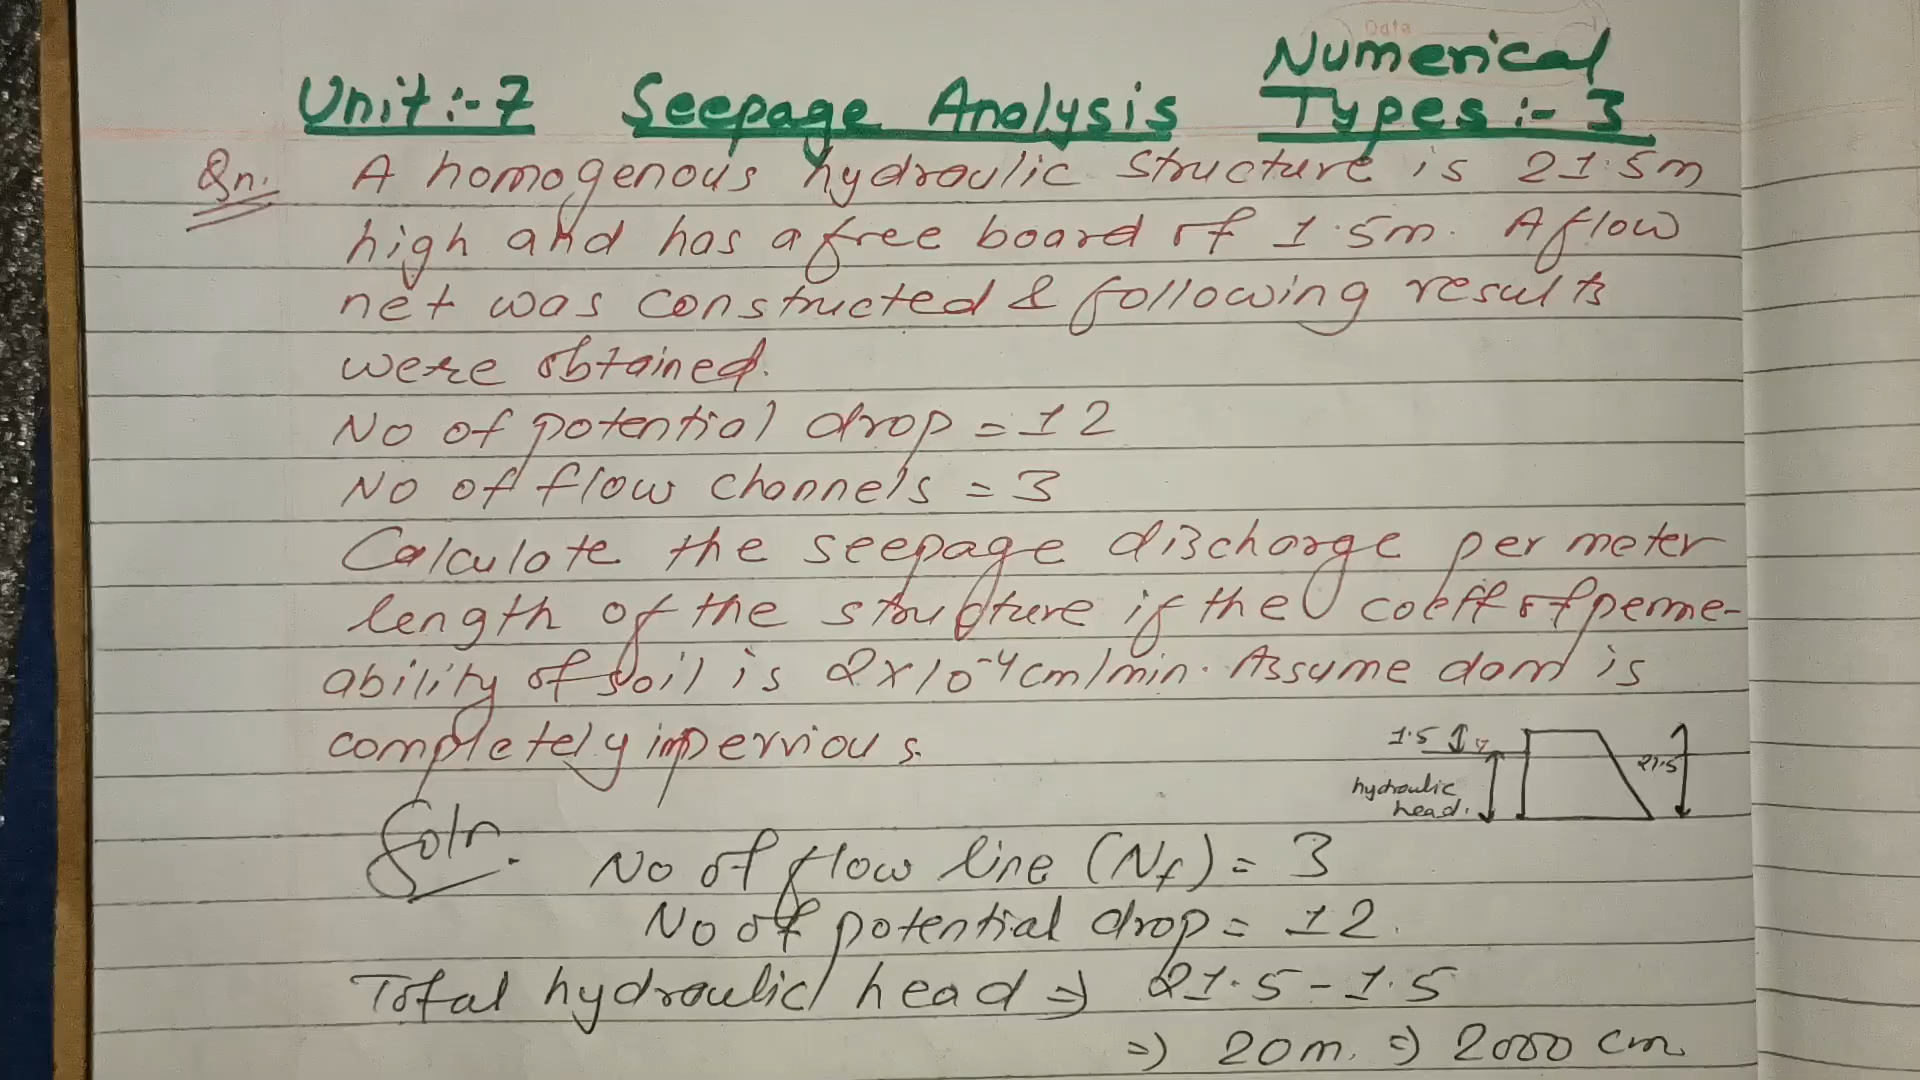 Data
Numerical
Unit:-7 Seepage Analysis Types:- 3
Qn. A homogenous hydraulic structure is 21.5m
high and has a free board of 1.5m. A flow
net was constructed & following results
were obtained.
No of potential drop = 12
No of flow channels = 3
Calculate the seepage discharge per meter
length of the structure if the coeff of perme-
ability of soil is 2x10-4 cm/min. Assume dam is
completely impervious.
1.5
21.5
hydraulic
head.
Soln. No of flow line (Nf) = 3
No of potential drop = 12.
Total hydraulic head => 21.5-1.5
=> 20m. => 2000 cm